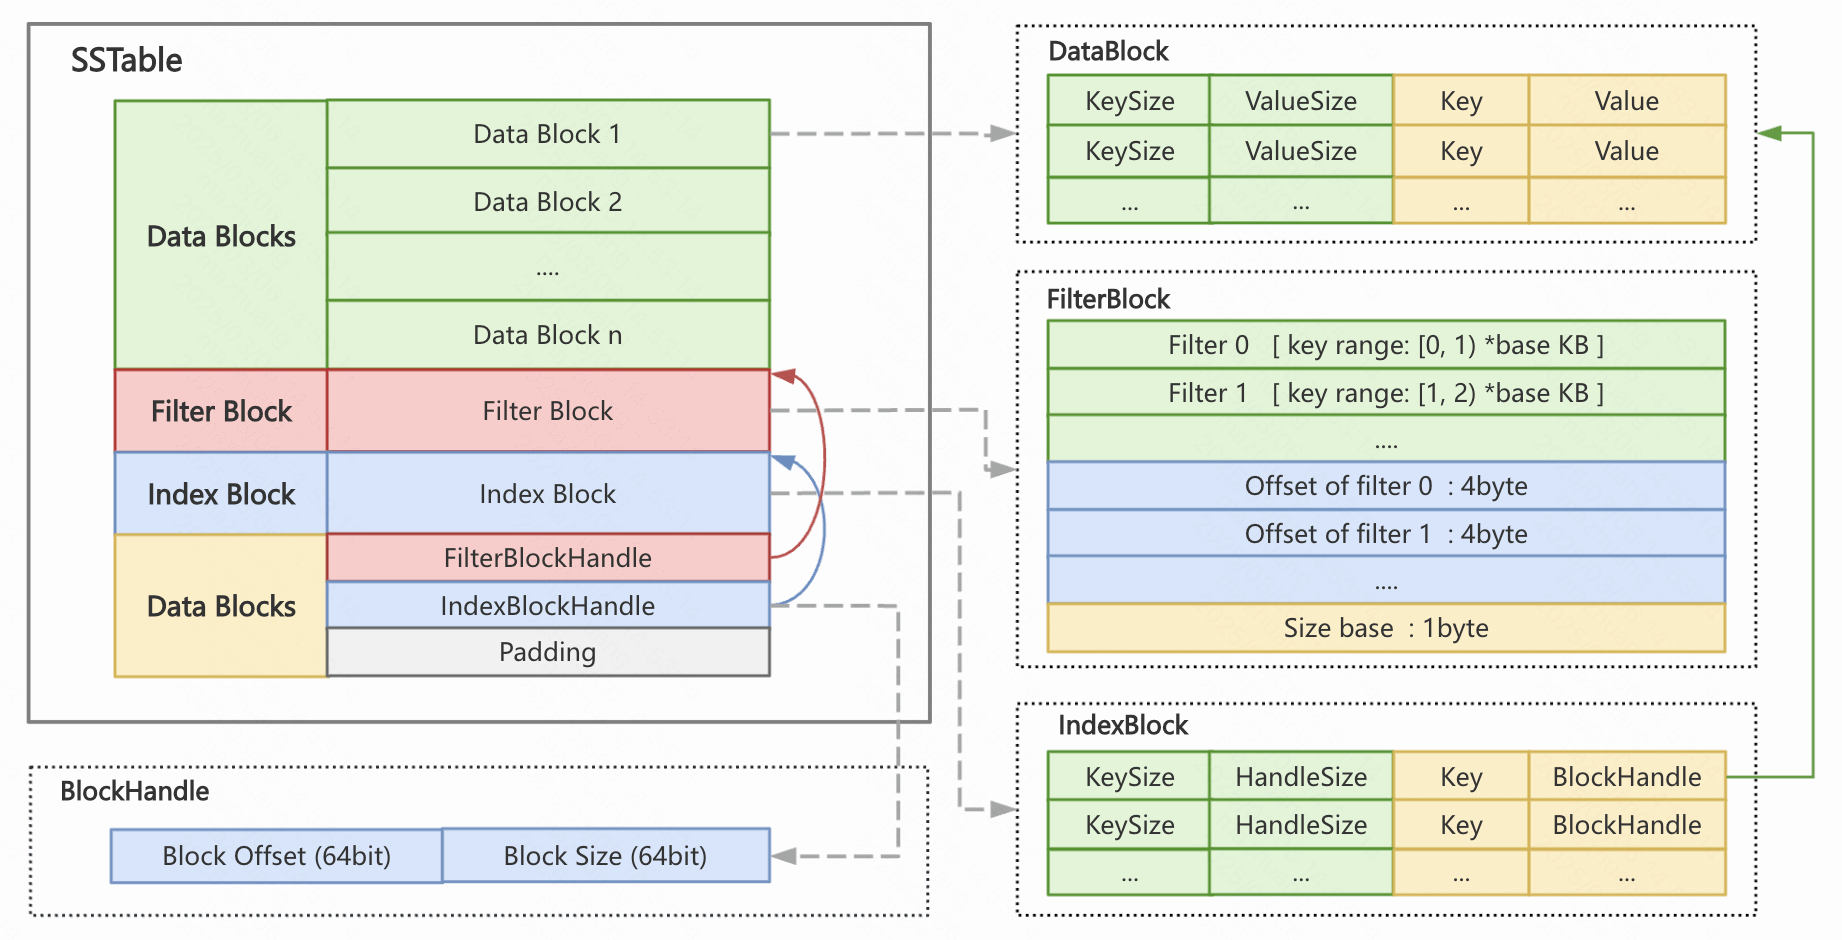 SSTable
Data Blocks
Data Block 1
Data Block 2
....
Data Block n
Filter Block
Filter Block
Index Block
Index Block
Data Blocks
FilterBlockHandle
IndexBlockHandle
Padding
BlockHandle
Block Offset (64bit) Block Size (64bit)
DataBlock
KeySize ValueSize Key Value
KeySize ValueSize Key Value
... ... ... ...
FilterBlock
Filter 0 [ key range: [0, 1) *base KB ]
Filter 1 [ key range: [1, 2) *base KB ]
....
Offset of filter 0 : 4byte
Offset of filter 1 : 4byte
....
Size base : 1byte
IndexBlock
KeySize HandleSize Key BlockHandle
KeySize HandleSize Key BlockHandle
... ... ... ...